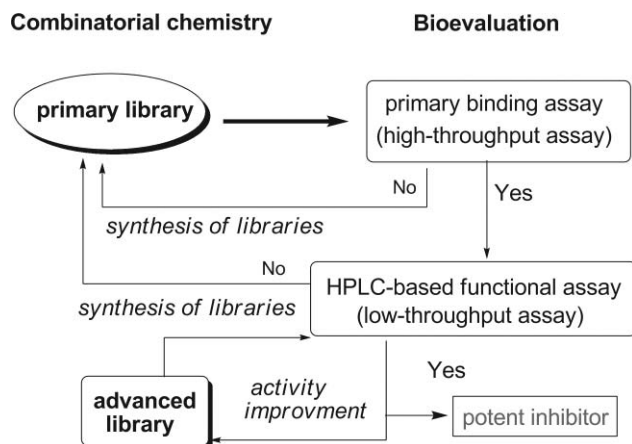 Combinatorial chemistry
Bioevaluation
primary library
primary binding assay
(high-throughput assay)
No
Yes
synthesis of libraries
No
HPLC-based functional assay
(low-throughput assay)
synthesis of libraries
Yes
activity
improvment
advanced
library
potent inhibitor